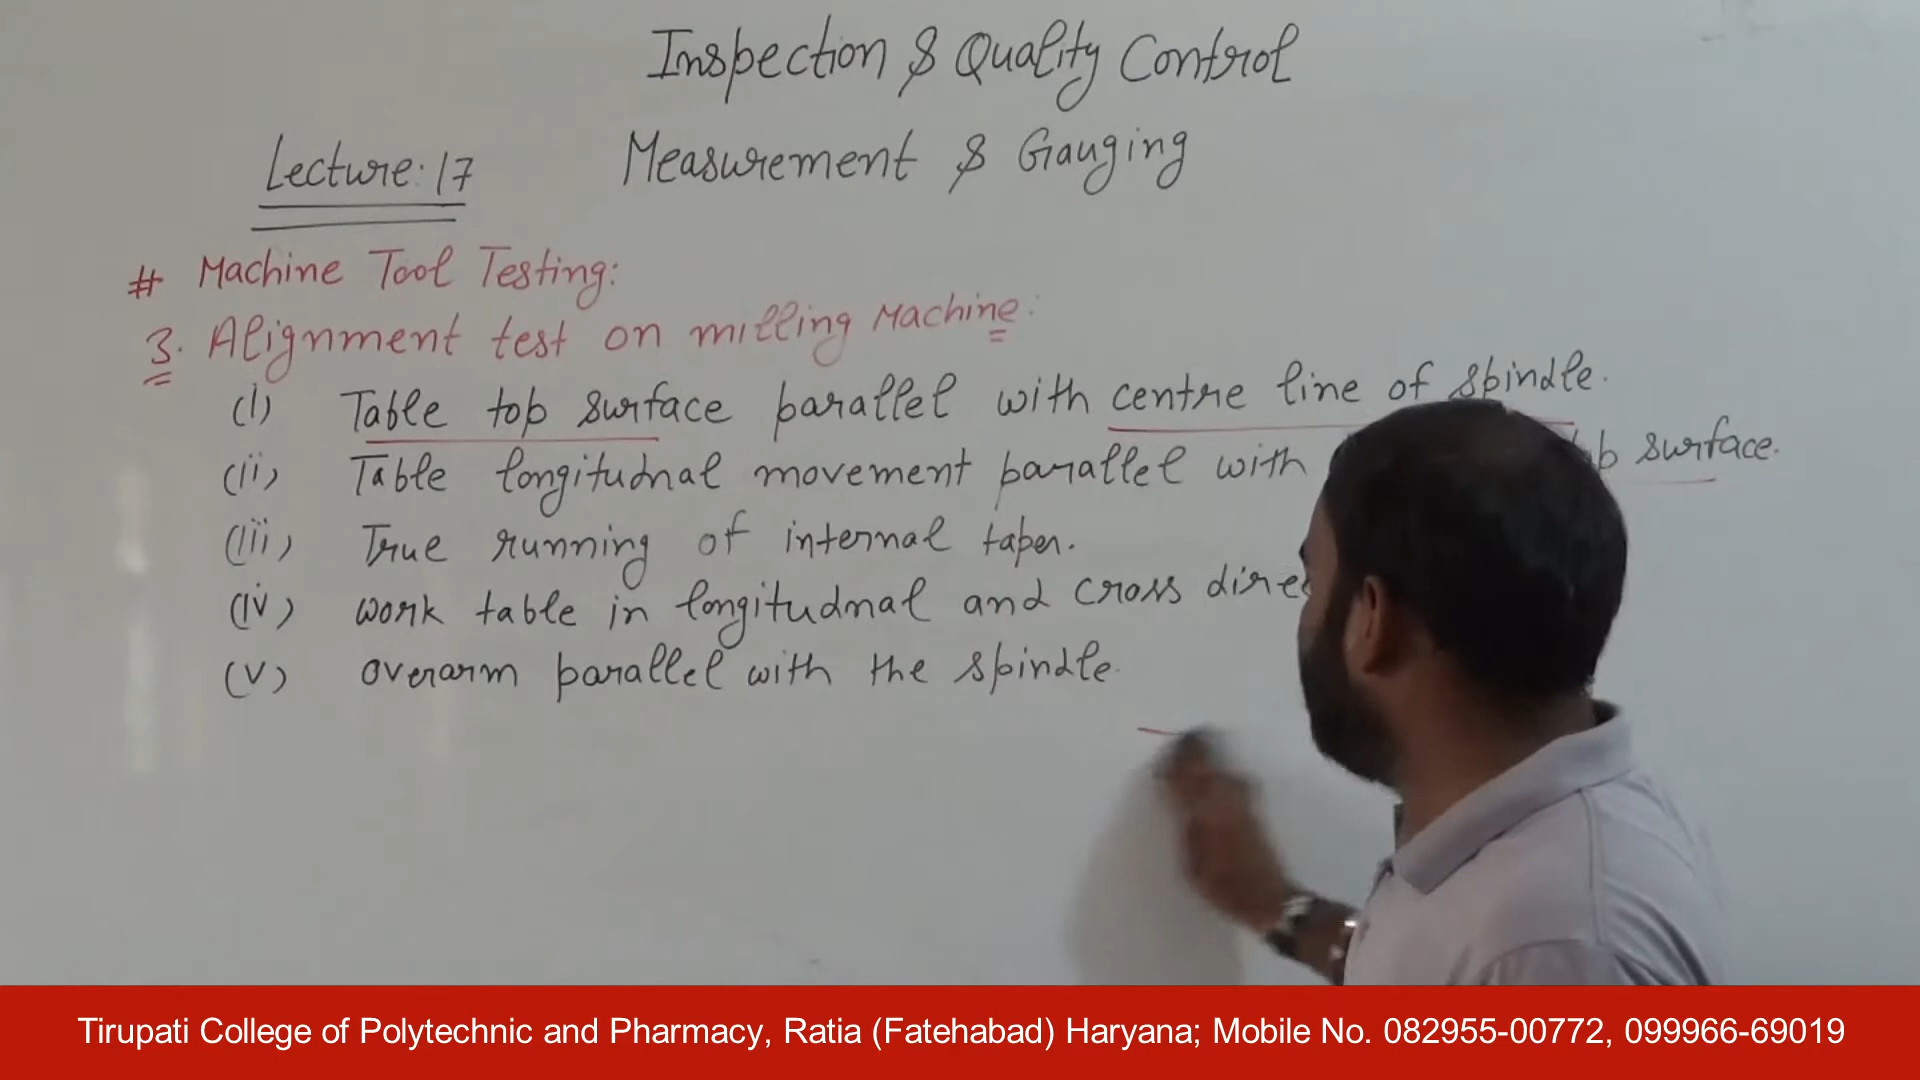 Inspection & Quality Control
Lecture: 17
Measurement & Gauging
# Machine Tool Testing:
3. Alignment test on milling Machine:
(i) Table top surface parallel with centre line of spindle.
(ii) Table longitudnal movement parallel with surface.
(iii) True running of internal taper.
(iv) work table in longitudnal and cross
(v) overarm parallel with the spindle.
Tirupati College of Polytechnic and Pharmacy, Ratia (Fatehabad) Haryana; Mobile No. 082955-00772, 099966-69019